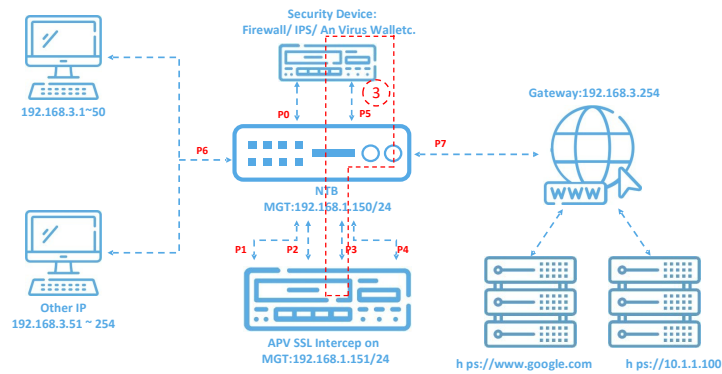 Security Device:
Firewall/ IPS/ An Virus Walletc.
192.168.3.1~50
P0
P5
3
Gateway:192.168.3.254
P6
P7
WWW
NTB
MGT:192.168.1.150/24
P1
P2
P3
P4
Other IP
192.168.3.51 ~ 254
APV SSL Intercep on
MGT:192.168.1.151/24
h ps://www.google.com
h ps://10.1.1.100